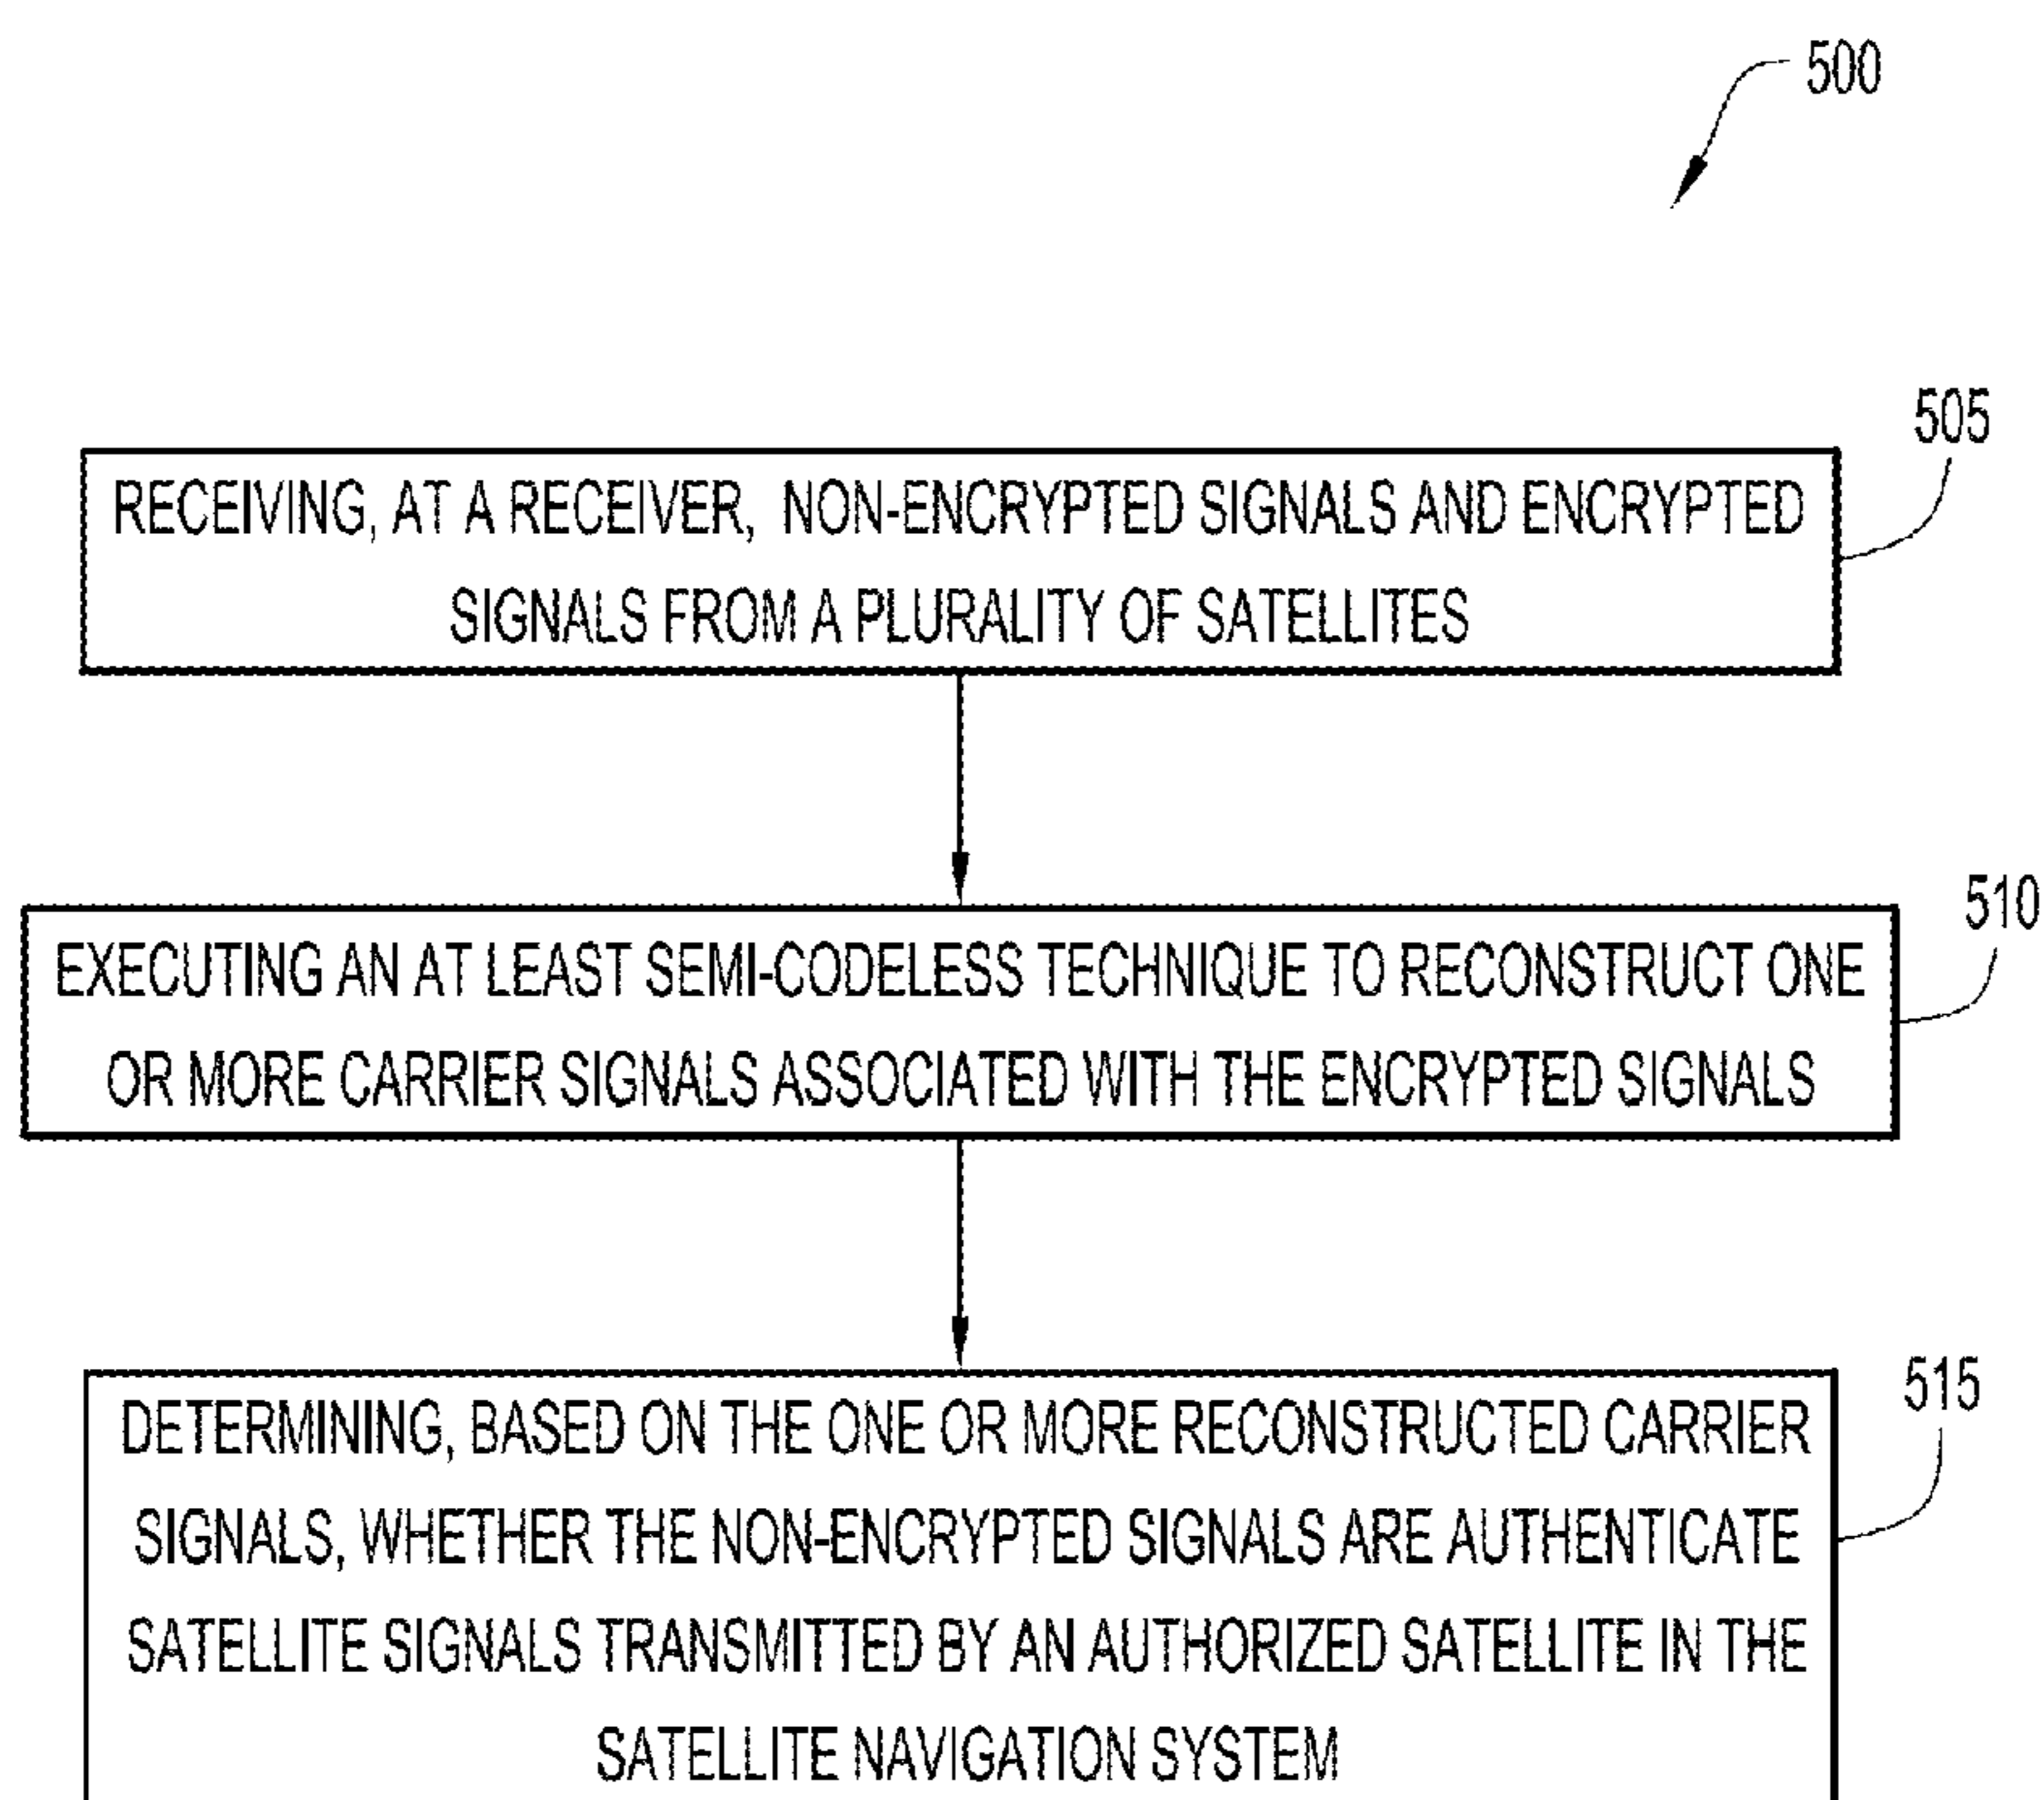 500
505
RECEIVING, AT A RECEIVER, NON-ENCRYPTED SIGNALS AND ENCRYPTED
SIGNALS FROM A PLURALITY OF SATELLITES
510
EXECUTING AN AT LEAST SEMI-CODELESS TECHNIQUE TO RECONSTRUCT ONE
OR MORE CARRIER SIGNALS ASSOCIATED WITH THE ENCRYPTED SIGNALS
515
DETERMINING, BASED ON THE ONE OR MORE RECONSTRUCTED CARRIER
SIGNALS, WHETHER THE NON-ENCRYPTED SIGNALS ARE AUTHENTICATE
SATELLITE SIGNALS TRANSMITTED BY AN AUTHORIZED SATELLITE IN THE
SATELLITE NAVIGATION SYSTEM